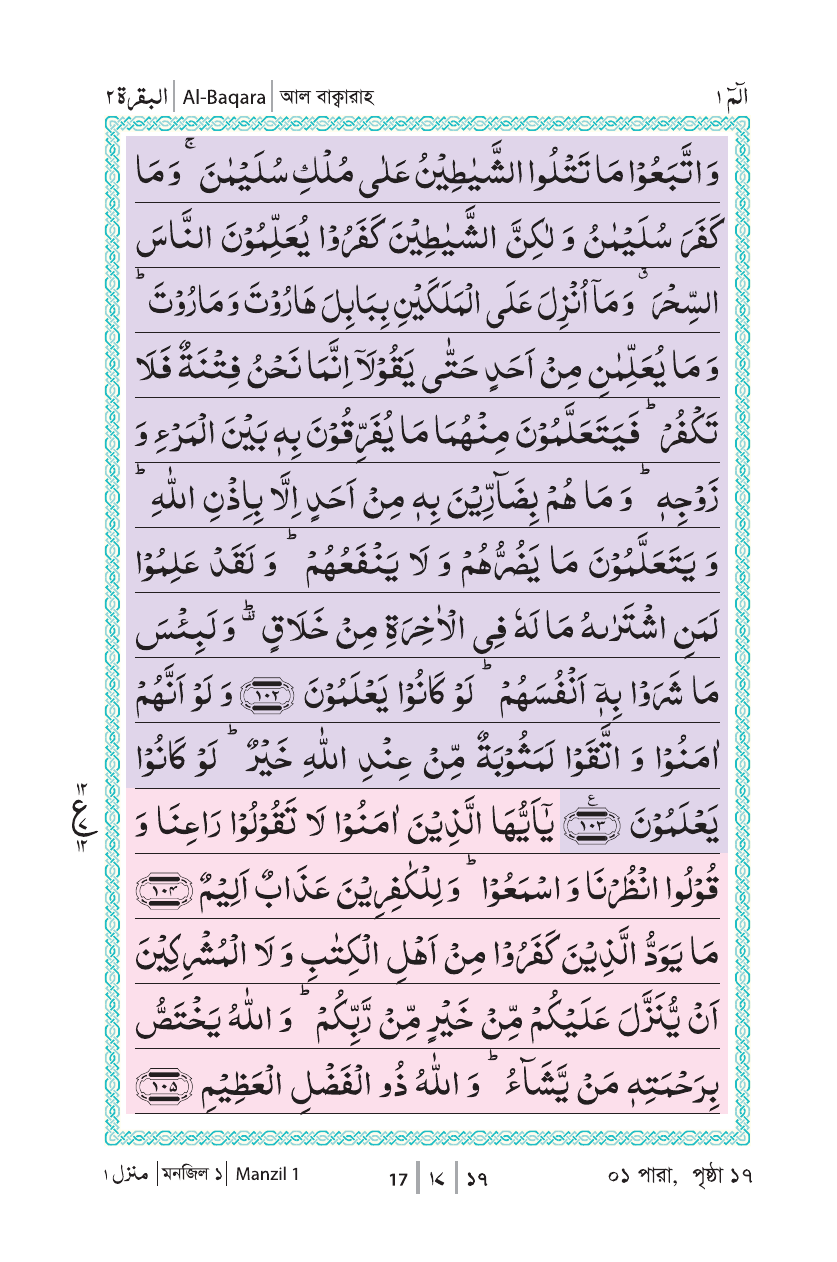 البقرة ٢ | Al-Baqara | আল বাক্বারাহ
الٓمّٓ ١
وَ اتَّبَعُوۡا مَا تَتۡلُوا الشَّيٰطِيۡنُ عَلٰى مُلۡكِ سُلَيۡمٰنَ ۚ وَ مَا
كَفَرَ سُلَيۡمٰنُ وَ لٰكِنَّ الشَّيٰطِيۡنَ كَفَرُوۡا يُعَلِّمُوۡنَ النَّاسَ
السِّحۡرَ ۗ وَ مَاۤ اُنۡزِلَ عَلَى الۡمَلَكَيۡنِ بِبَابِلَ هَارُوۡتَ وَ مَارُوۡتَ ؕ
وَ مَا يُعَلِّمٰنِ مِنۡ اَحَدٍ حَتّٰى يَقُوۡلَاۤ اِنَّمَا نَحۡنُ فِتۡنَةٌ فَلَا
تَكۡفُرۡ ؕ فَيَتَعَلَّمُوۡنَ مِنۡهُمَا مَا يُفَرِّقُوۡنَ بِهٖ بَيۡنَ الۡمَرۡءِ وَ
زَوۡجِهٖ ؕ وَ مَا هُمۡ بِضَآرِّيۡنَ بِهٖ مِنۡ اَحَدٍ اِلَّا بِاِذۡنِ اللّٰهِ ؕ
وَ يَتَعَلَّمُوۡنَ مَا يَضُرُّهُمۡ وَ لَا يَنۡفَعُهُمۡ ؕ وَ لَقَدۡ عَلِمُوۡا
لَمَنِ اشۡتَرٰٮهُ مَا لَهٗ فِى الۡاٰخِرَةِ مِنۡ خَلَاقٍ ؕ۟ وَ لَبِئۡسَ
مَا شَرَوۡا بِهٖۤ اَنۡفُسَهُمۡ ؕ لَوۡ كَانُوۡا يَعۡلَمُوۡنَ ﴿١٠٢﴾ وَ لَوۡ اَنَّهُمۡ
اٰمَنُوۡا وَ اتَّقَوۡا لَمَثُوۡبَةٌ مِّنۡ عِنۡدِ اللّٰهِ خَيۡرٌ ؕ لَوۡ كَانُوۡا
يَعۡلَمُوۡنَ ﴿١٠٣﴾ ع يٰۤاَيُّهَا الَّذِيۡنَ اٰمَنُوۡا لَا تَقُوۡلُوۡا رَاعِنَا وَ
١٢
ع
٧
١٢
قُوۡلُوا انْظُرۡنَا وَ اسۡمَعُوۡا ؕ وَ لِلۡكٰفِرِيۡنَ عَذَابٌ اَلِيۡمٌ ﴿١٠٤﴾
مَا يَوَدُّ الَّذِيۡنَ كَفَرُوۡا مِنۡ اَهۡلِ الۡكِتٰبِ وَ لَا الۡمُشۡرِكِيۡنَ
اَنۡ يُّنَزَّلَ عَلَيۡكُمۡ مِّنۡ خَيۡرٍ مِّنۡ رَّبِّكُمۡ ؕ وَ اللّٰهُ يَخۡتَصُّ
بِرَحۡمَتِهٖ مَنۡ يَّشَآءُ ؕ وَ اللّٰهُ ذُو الۡفَضۡلِ الۡعَظِيۡمِ ﴿١٠٥﴾
منزل ١ | মনজিল ১ | Manzil 1
17 | ١٧ | ১৭
০১ পারা, পৃষ্ঠা ১৭